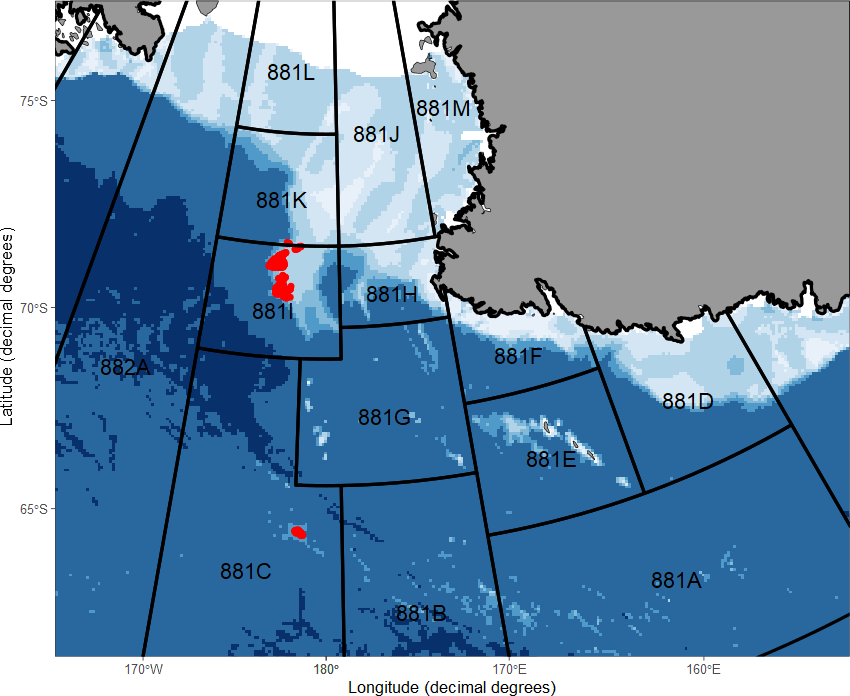 881L
881M
75°S
881J
881K
70°S
881H
881I
881F
882A
881D
881G
881E
65°S
881C
881A
881B
170°W
180°
170°E
160°E
Longitude (decimal degrees)
Latitude (decimal degrees)